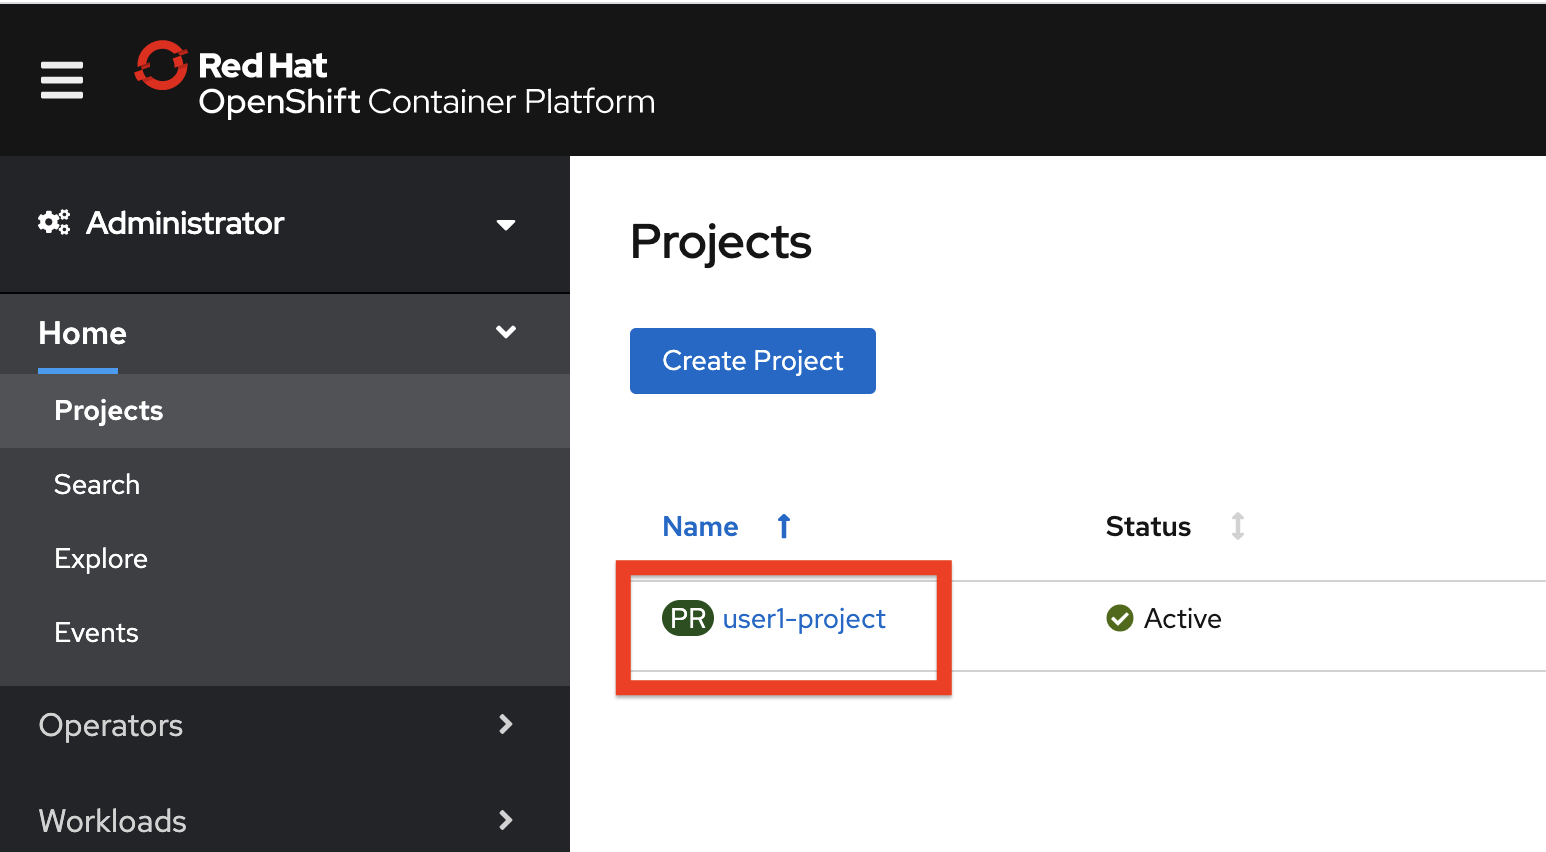 Red Hat
OpenShift Container Platform
Administrator
Home
Projects
Search
Explore
Events
Operators
Workloads
Projects
Create Project
Name
Status
PR user1-project
Active